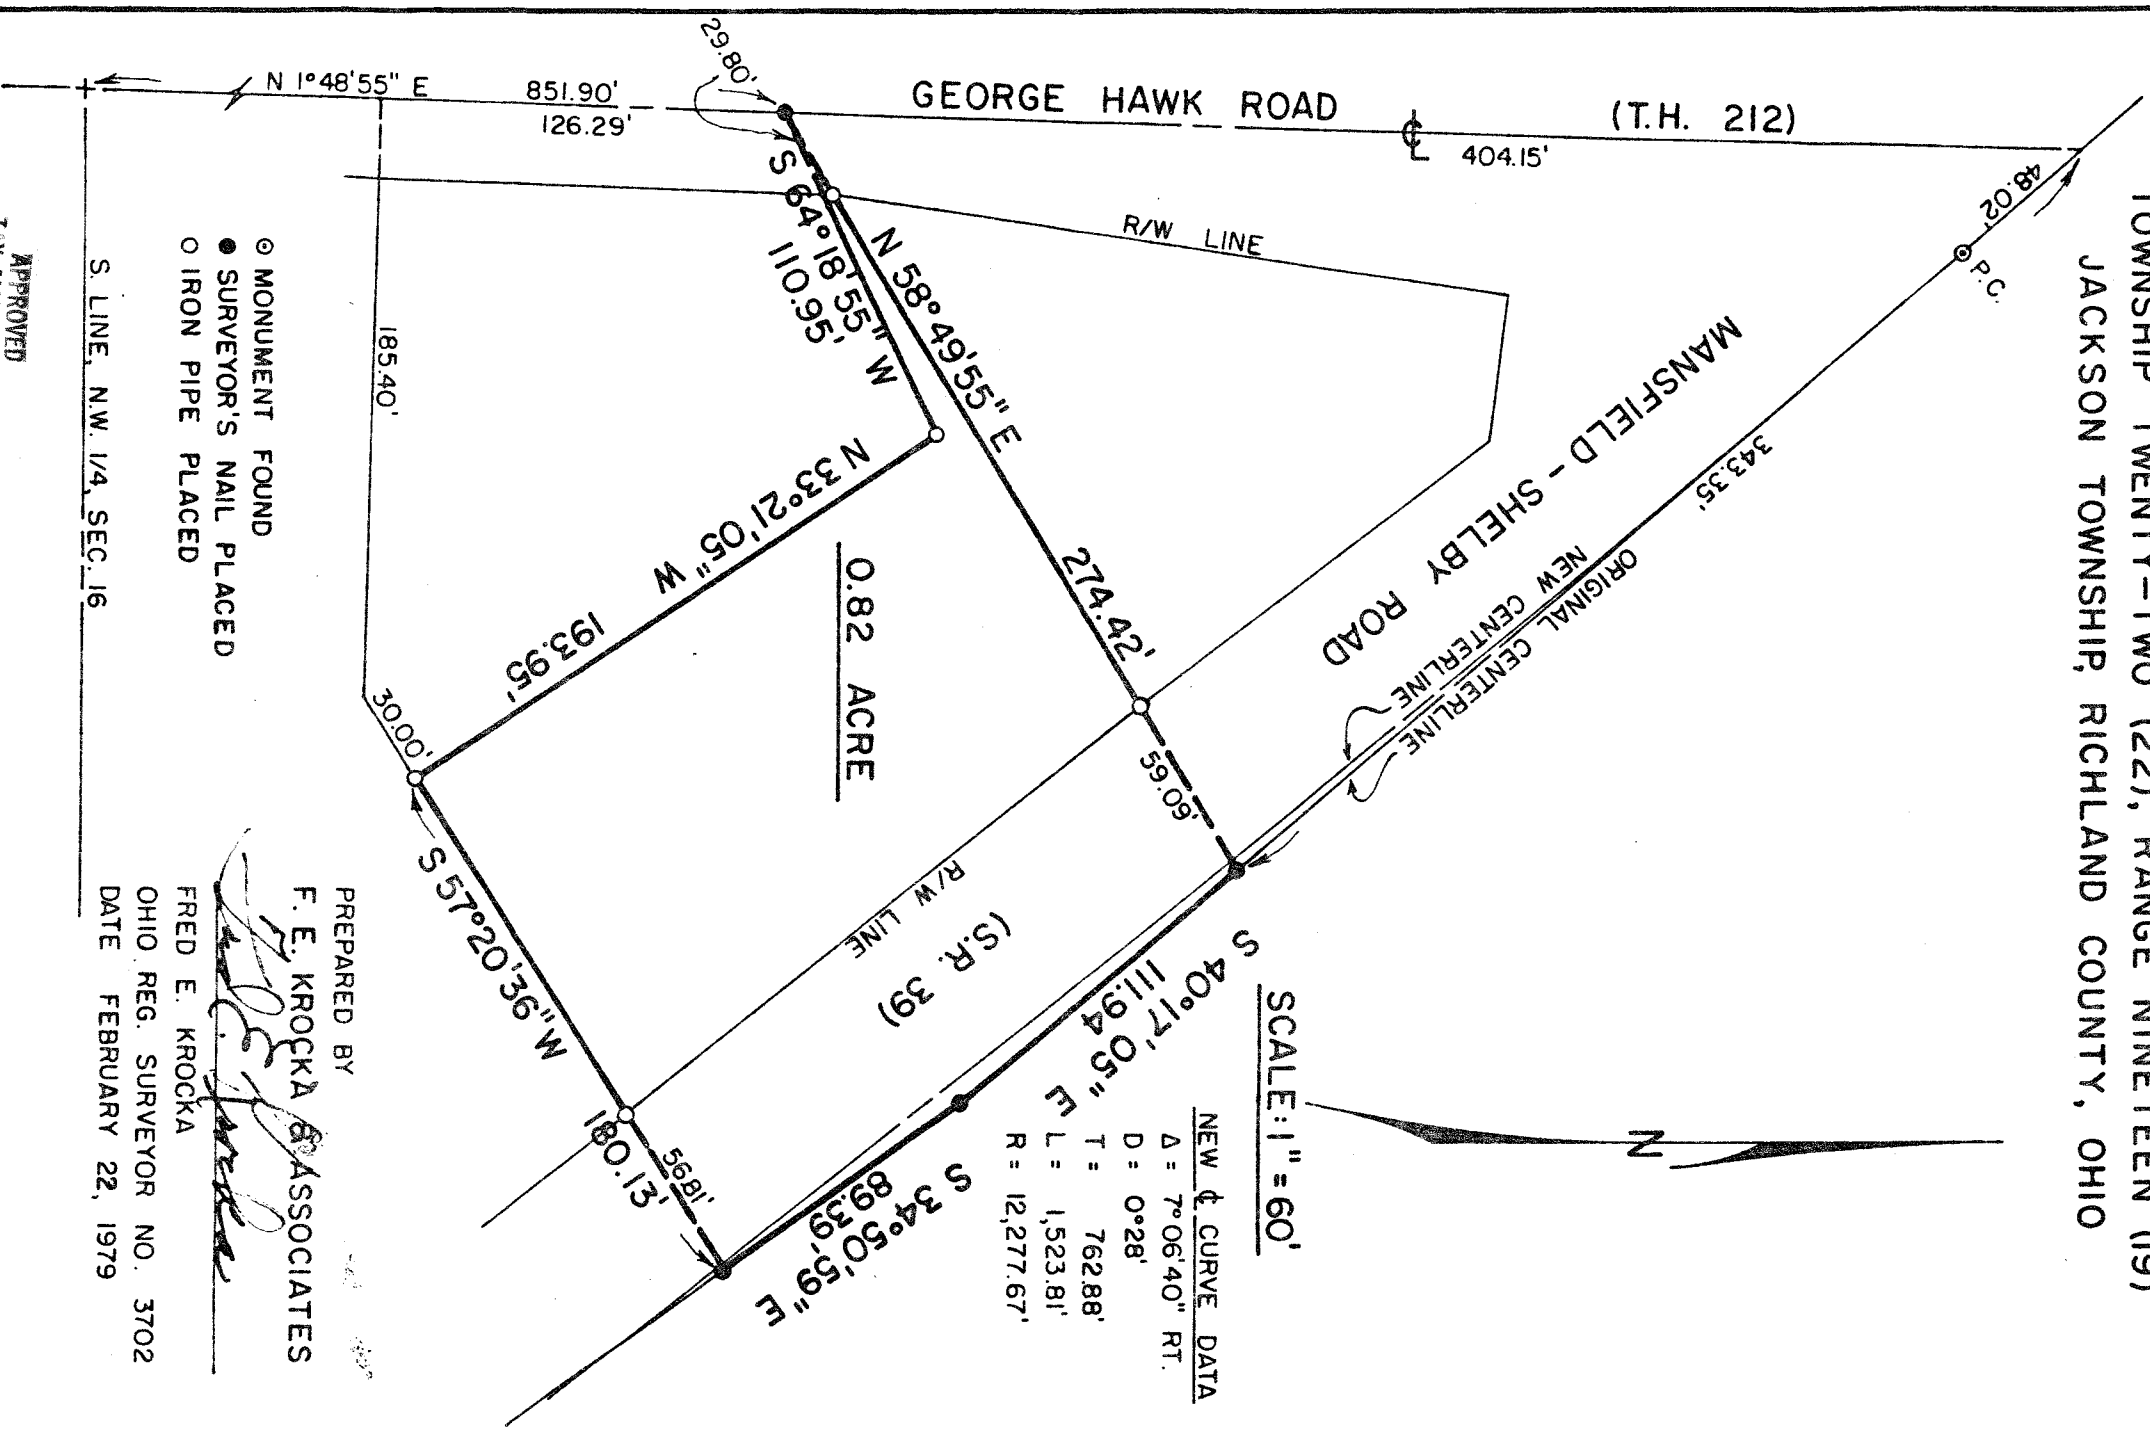 TOWNSHIP TWENTY-TWO (22), RANGE NINETEEN (19)
JACKSON TOWNSHIP, RICHLAND COUNTY, OHIO
GEORGE HAWK ROAD (T.H. 212)
N 1°48'55" E
851.90'
126.29'
29.80'
℄
404.15'
48.02'
P.C.
343.35'
R/W LINE
MANSFIELD - SHELBY ROAD
ORIGINAL CENTERLINE
NEW CENTERLINE
S 64°18'55" W
110.95'
N 58°49'55" E
274.42'
59.09'
N 33°21'05" W
193.95'
0.82 ACRE
185.40'
30.00'
S 57°20'36" W
180.13'
56.81'
R/W LINE
(S.R. 39)
S 40°17'05" E
111.94
S 34°50'59" E
89.39
SCALE: 1" = 60'
N
NEW ℄ CURVE DATA
Δ = 7°06'40" RT.
D = 0°28'
T = 762.88'
L = 1,523.81'
R = 12,277.67'
⊙ MONUMENT FOUND
● SURVEYOR'S NAIL PLACED
○ IRON PIPE PLACED
S. LINE, N.W. 1/4, SEC. 16
APPROVED
PREPARED BY
F. E. KROCKA & ASSOCIATES
FRED E. KROCKA
OHIO REG. SURVEYOR NO. 3702
DATE FEBRUARY 22, 1979